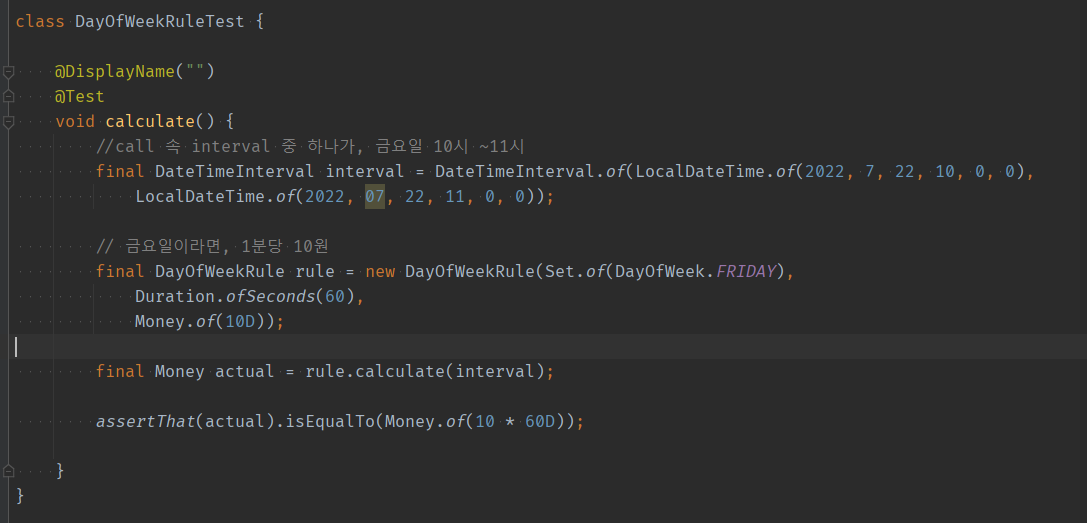 class DayOfWeekRuleTest {
@DisplayName("")
@Test
void calculate() {
//call 속 interval 중 하나가, 금요일 10시 ~11시
final DateTimeInterval interval = DateTimeInterval.of(LocalDateTime.of(2022, 7, 22, 10, 0, 0),
LocalDateTime.of(2022, 07, 22, 11, 0, 0));
// 금요일이라면, 1분당 10원
final DayOfWeekRule rule = new DayOfWeekRule(Set.of(DayOfWeek.FRIDAY),
Duration.ofSeconds(60),
Money.of(10D));
final Money actual = rule.calculate(interval);
assertThat(actual).isEqualTo(Money.of(10 * 60D));
}
}